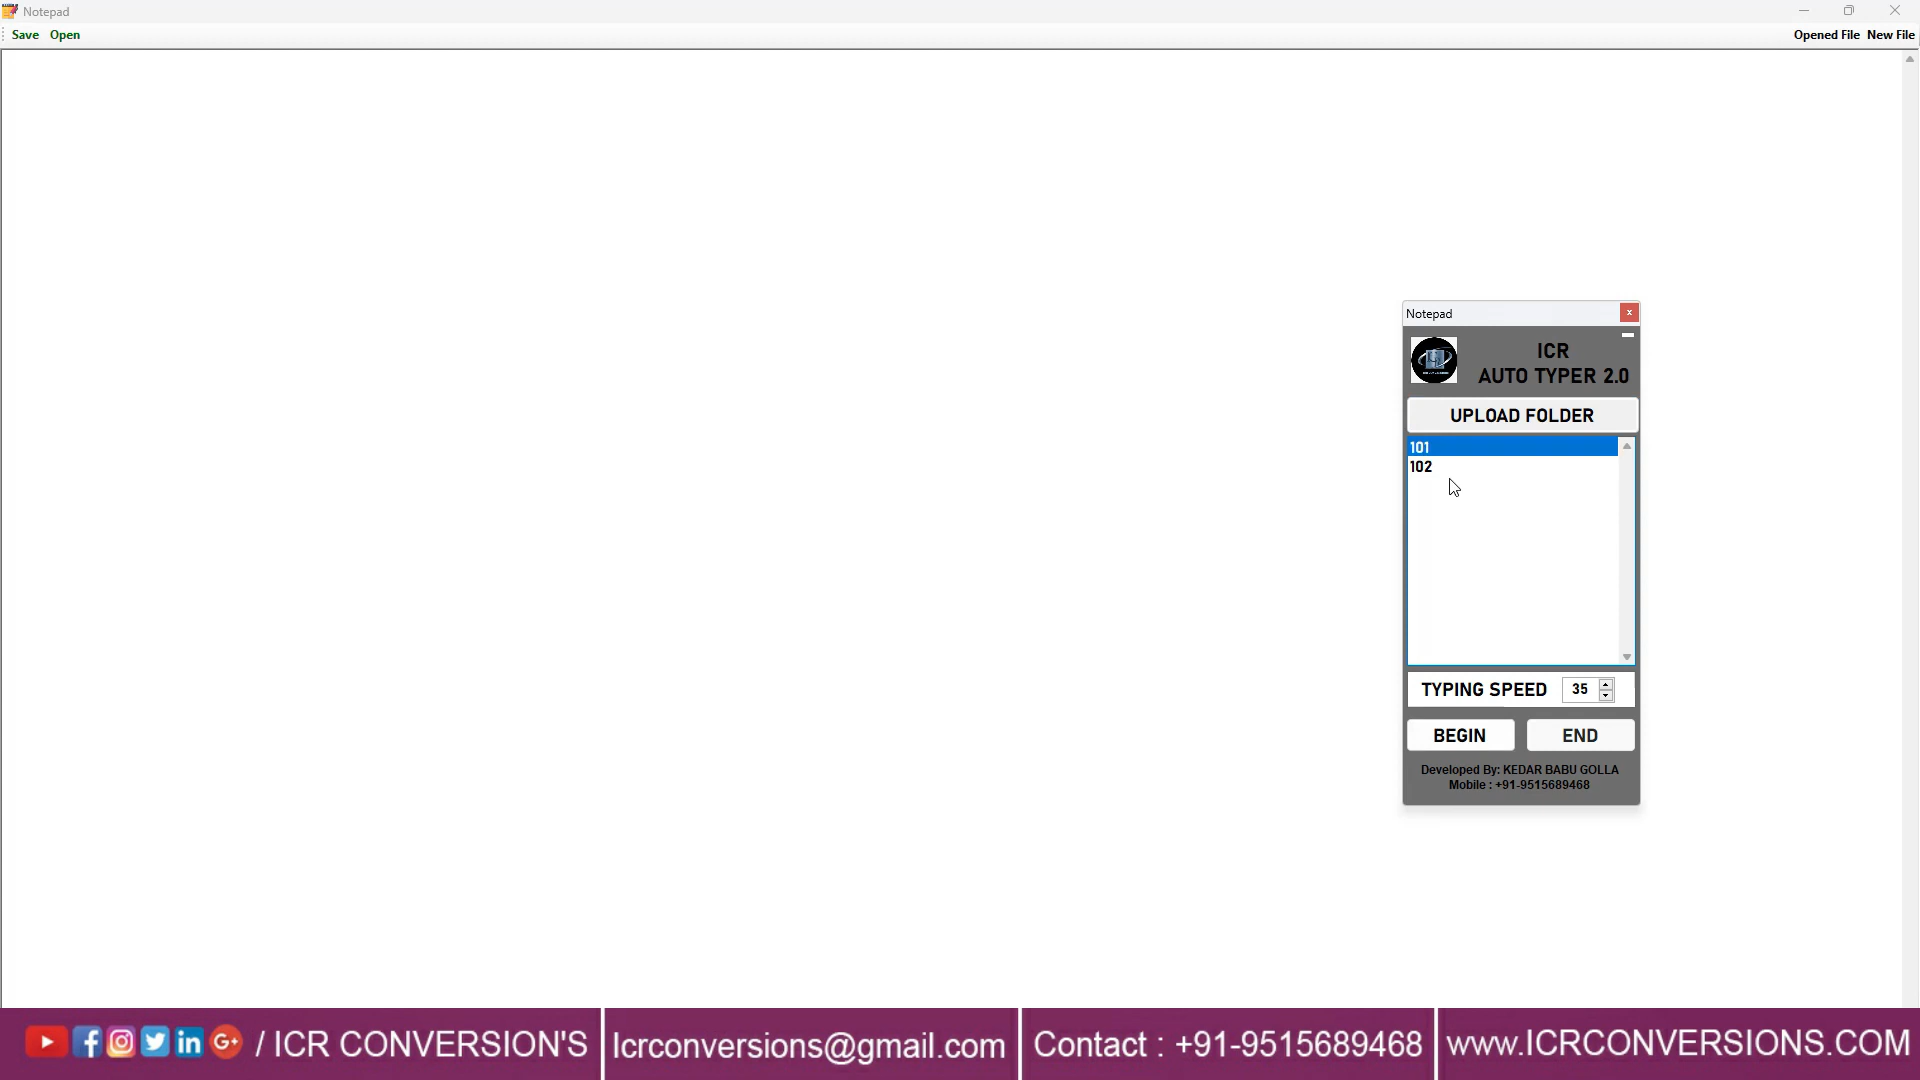 Notepad
Save Open
Opened File New File
Notepad
x
ICR
AUTO TYPER 2.0
UPLOAD FOLDER
101
102
TYPING SPEED 35
BEGIN END
Developed By: KEDAR BABU GOLLA
Mobile : +91-9515689468
/ ICR CONVERSION'S
Icrconversions@gmail.com
Contact : +91-9515689468
www.ICRCONVERSIONS.COM